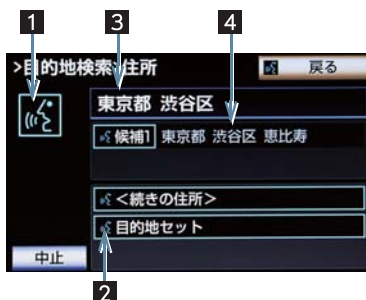 1 3 4
>目的地検索>住所 戻る
東京都 渋谷区
候補1 東京都 渋谷区 恵比寿
<続きの住所>
目的地セット
中止
2